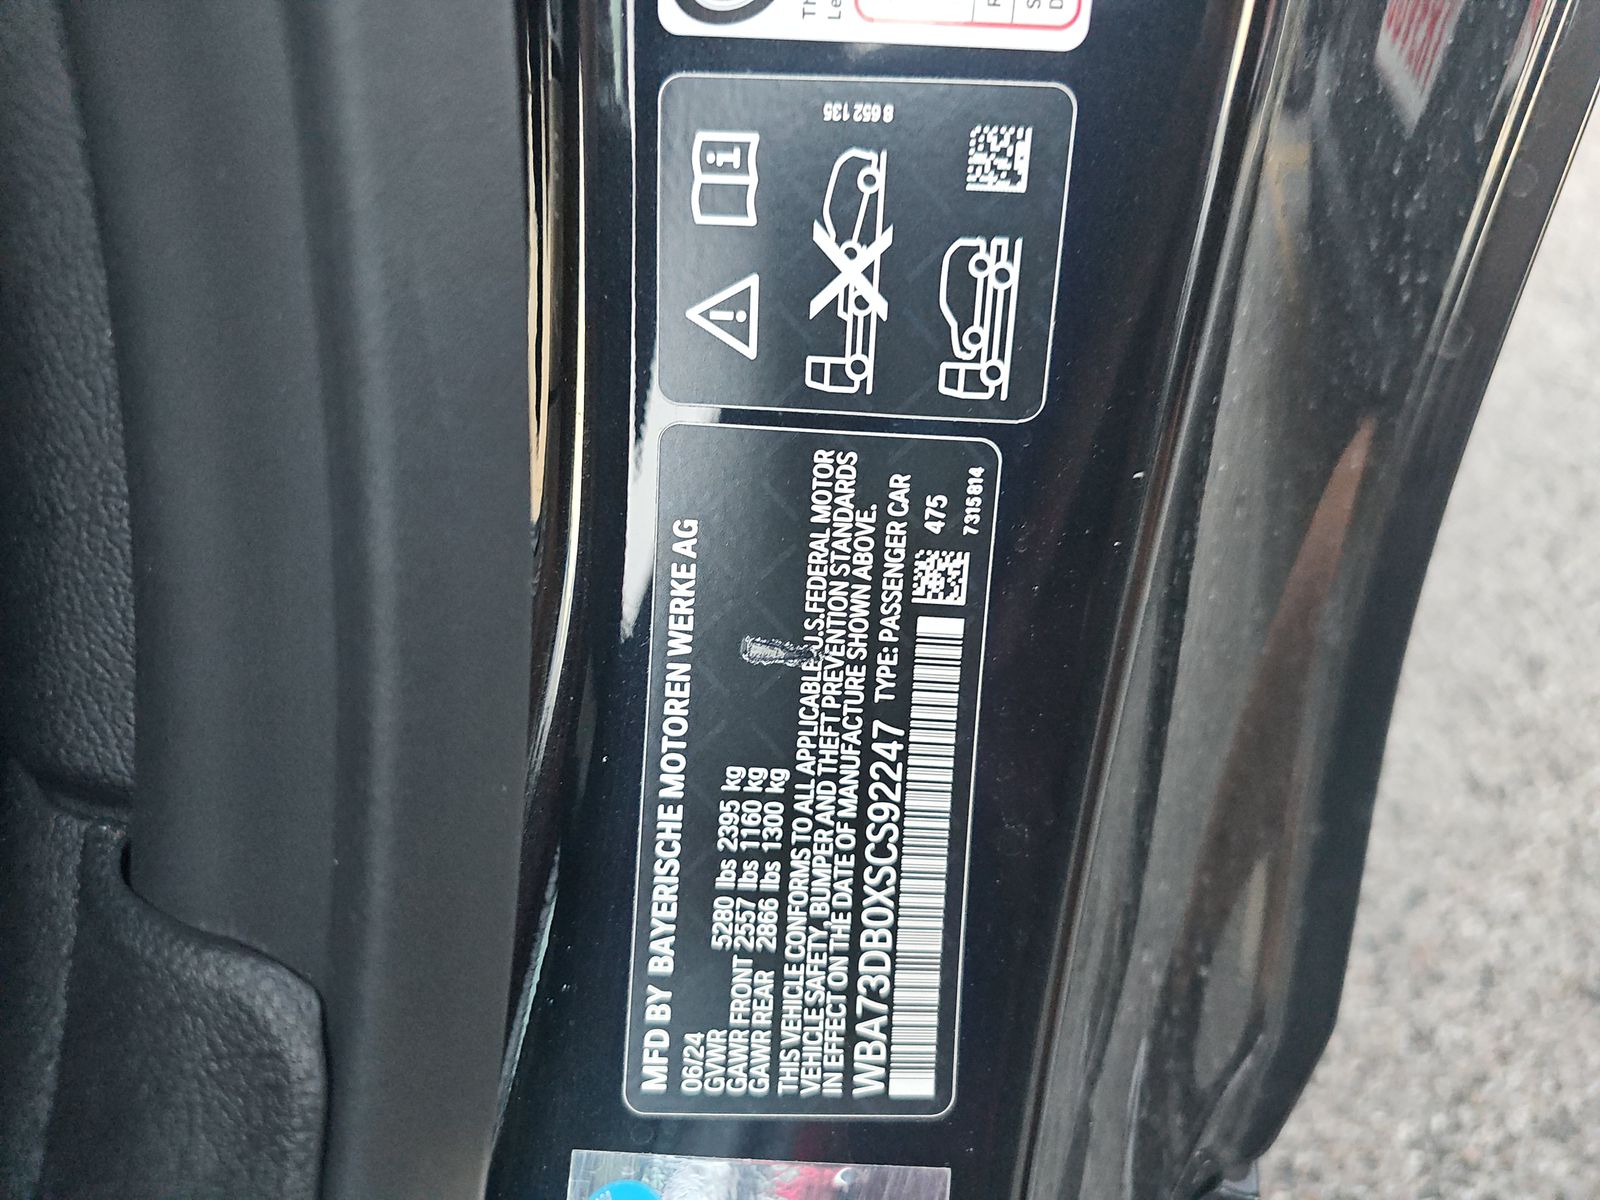 MFD BY BAYERISCHE MOTOREN WERKE AG
06/24
GVWR 5280 lbs 2395 kg
GAWR FRONT 2557 lbs 1160 kg
GAWR REAR 2866 lbs 1300 kg
THIS VEHICLE CONFORMS TO ALL APPLICABLE U.S. FEDERAL MOTOR
VEHICLE SAFETY, BUMPER AND THEFT PREVENTION STANDARDS
IN EFFECT ON THE DATE OF MANUFACTURE SHOWN ABOVE.
WBA73DB0XSCS92247 TYPE: PASSENGER CAR
475
7315814
8 652 135